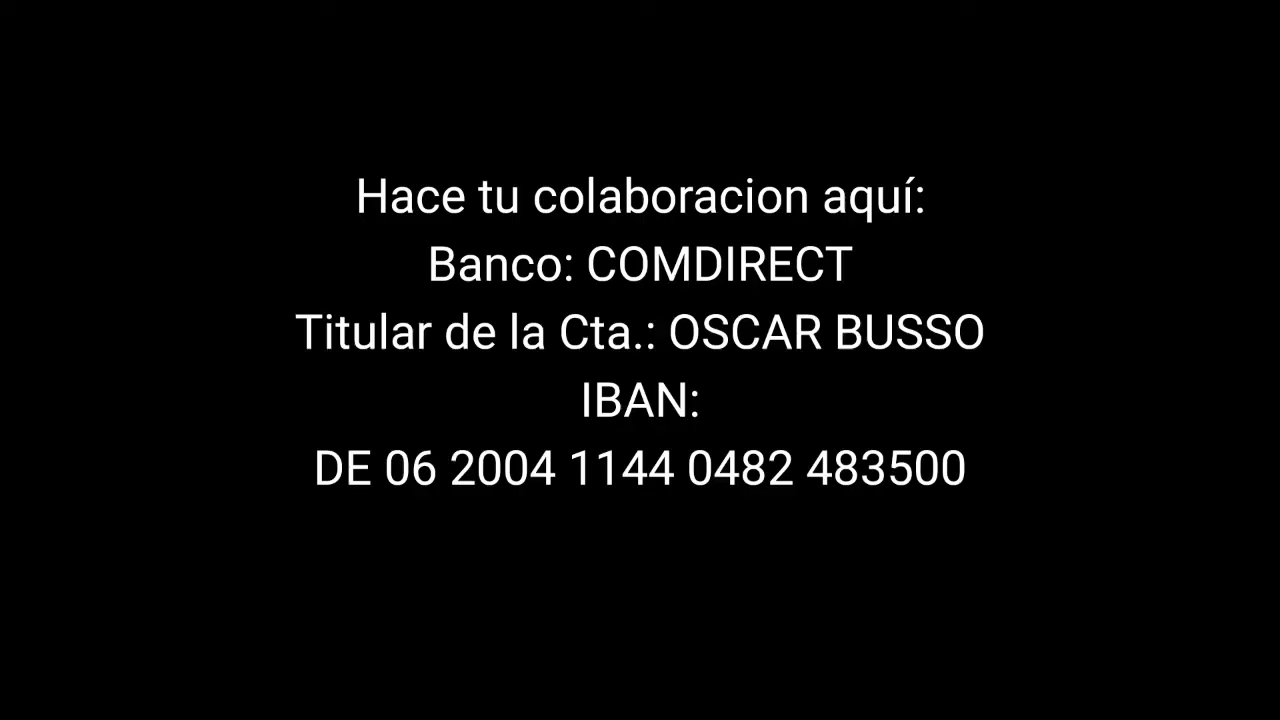 Hace tu colaboracion aquí:
Banco: COMDIRECT
Titular de la Cta.: OSCAR BUSSO
IBAN:
DE 06 2004 1144 0482 483500